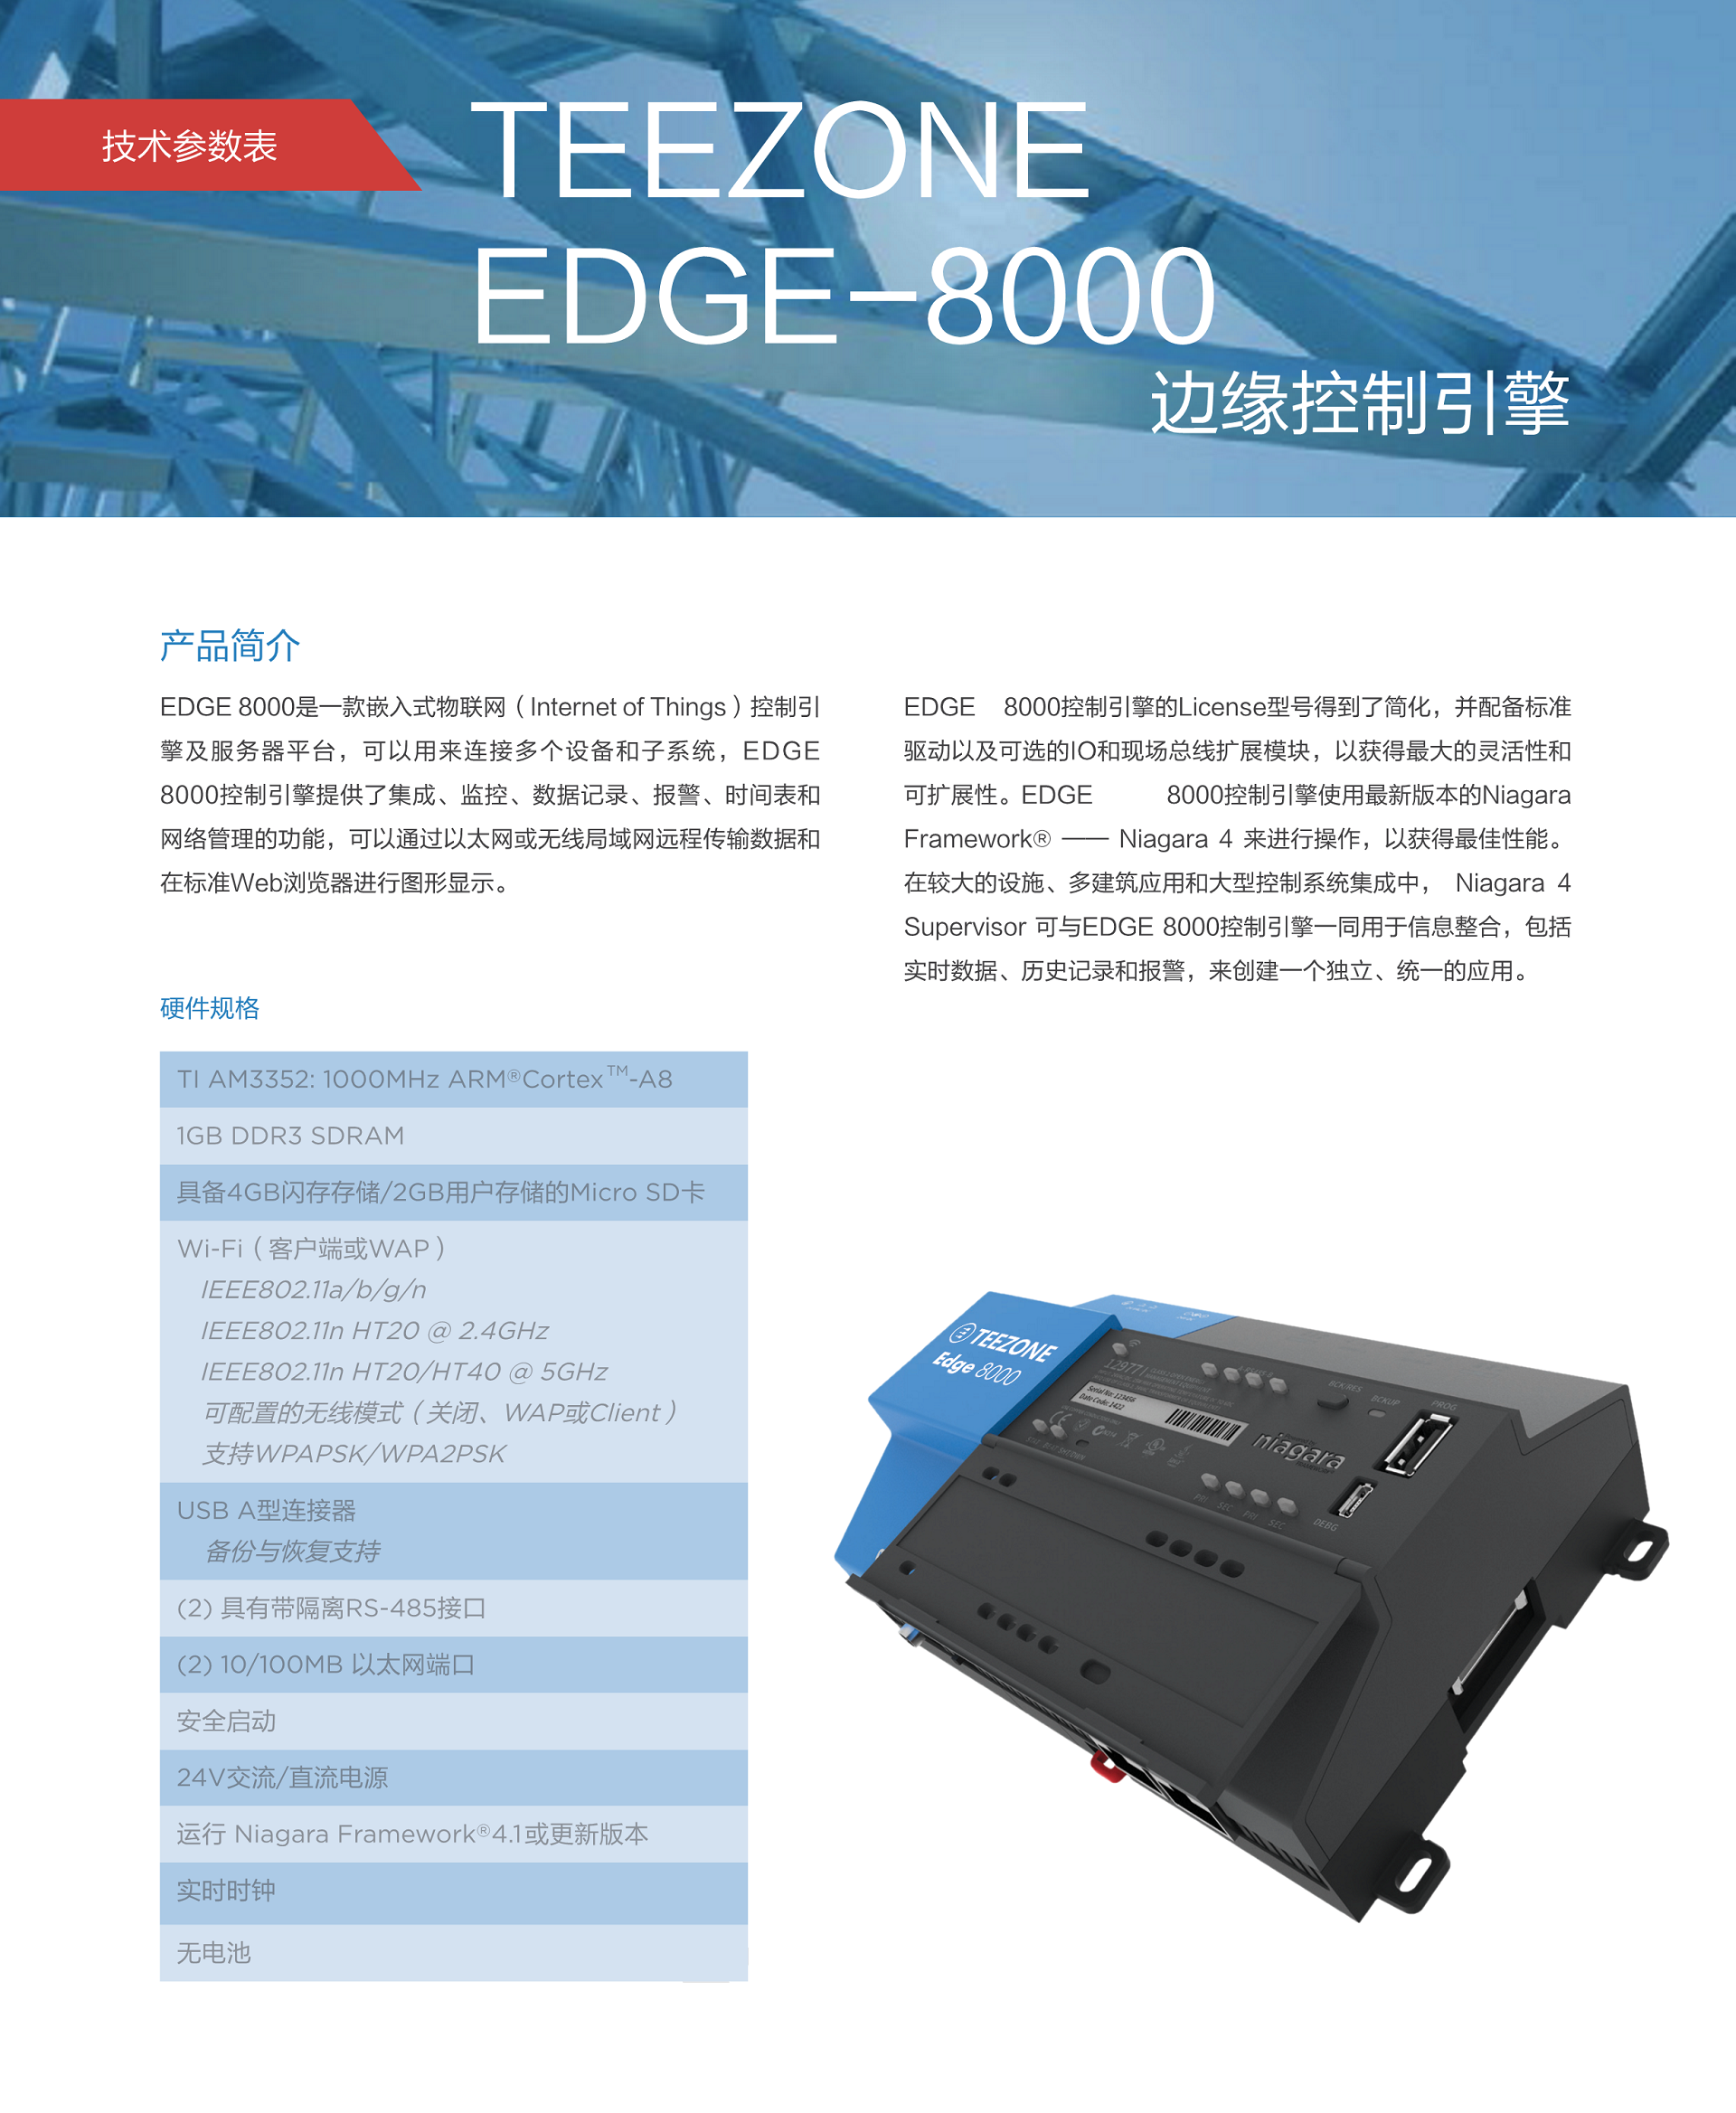 技术参数表
TEEZONE
EDGE-8000
边缘控制引擎
产品简介
EDGE 8000是一款嵌入式物联网（Internet of Things）控制引
擎及服务器平台，可以用来连接多个设备和子系统，EDGE
8000控制引擎提供了集成、监控、数据记录、报警、时间表和
网络管理的功能，可以通过以太网或无线局域网远程传输数据和
在标准Web浏览器进行图形显示。
EDGE 8000控制引擎的License型号得到了简化，并配备标准
驱动以及可选的IO和现场总线扩展模块，以获得最大的灵活性和
可扩展性。EDGE 8000控制引擎使用最新版本的Niagara
Framework® —— Niagara 4 来进行操作，以获得最佳性能。
在较大的设施、多建筑应用和大型控制系统集成中， Niagara 4
Supervisor 可与EDGE 8000控制引擎一同用于信息整合，包括
实时数据、历史记录和报警，来创建一个独立、统一的应用。
硬件规格
TI AM3352: 1000MHz ARM®Cortex™-A8
1GB DDR3 SDRAM
具备4GB闪存存储/2GB用户存储的Micro SD卡
Wi-Fi（客户端或WAP）
IEEE802.11a/b/g/n
IEEE802.11n HT20 @ 2.4GHz
IEEE802.11n HT20/HT40 @ 5GHz
可配置的无线模式（关闭、WAP或Client）
支持WPAPSK/WPA2PSK
USB A型连接器
备份与恢复支持
(2) 具有带隔离RS-485接口
(2) 10/100MB 以太网端口
安全启动
24V交流/直流电源
运行 Niagara Framework®4.1或更新版本
实时时钟
无电池
TEEZONE
Edge 8000
12977
Serial No: 123456
Date Code: 1422
CE
niagara
BCK/RES
BCKUP
PROG
PRI SEC PRI SEC
DEBG